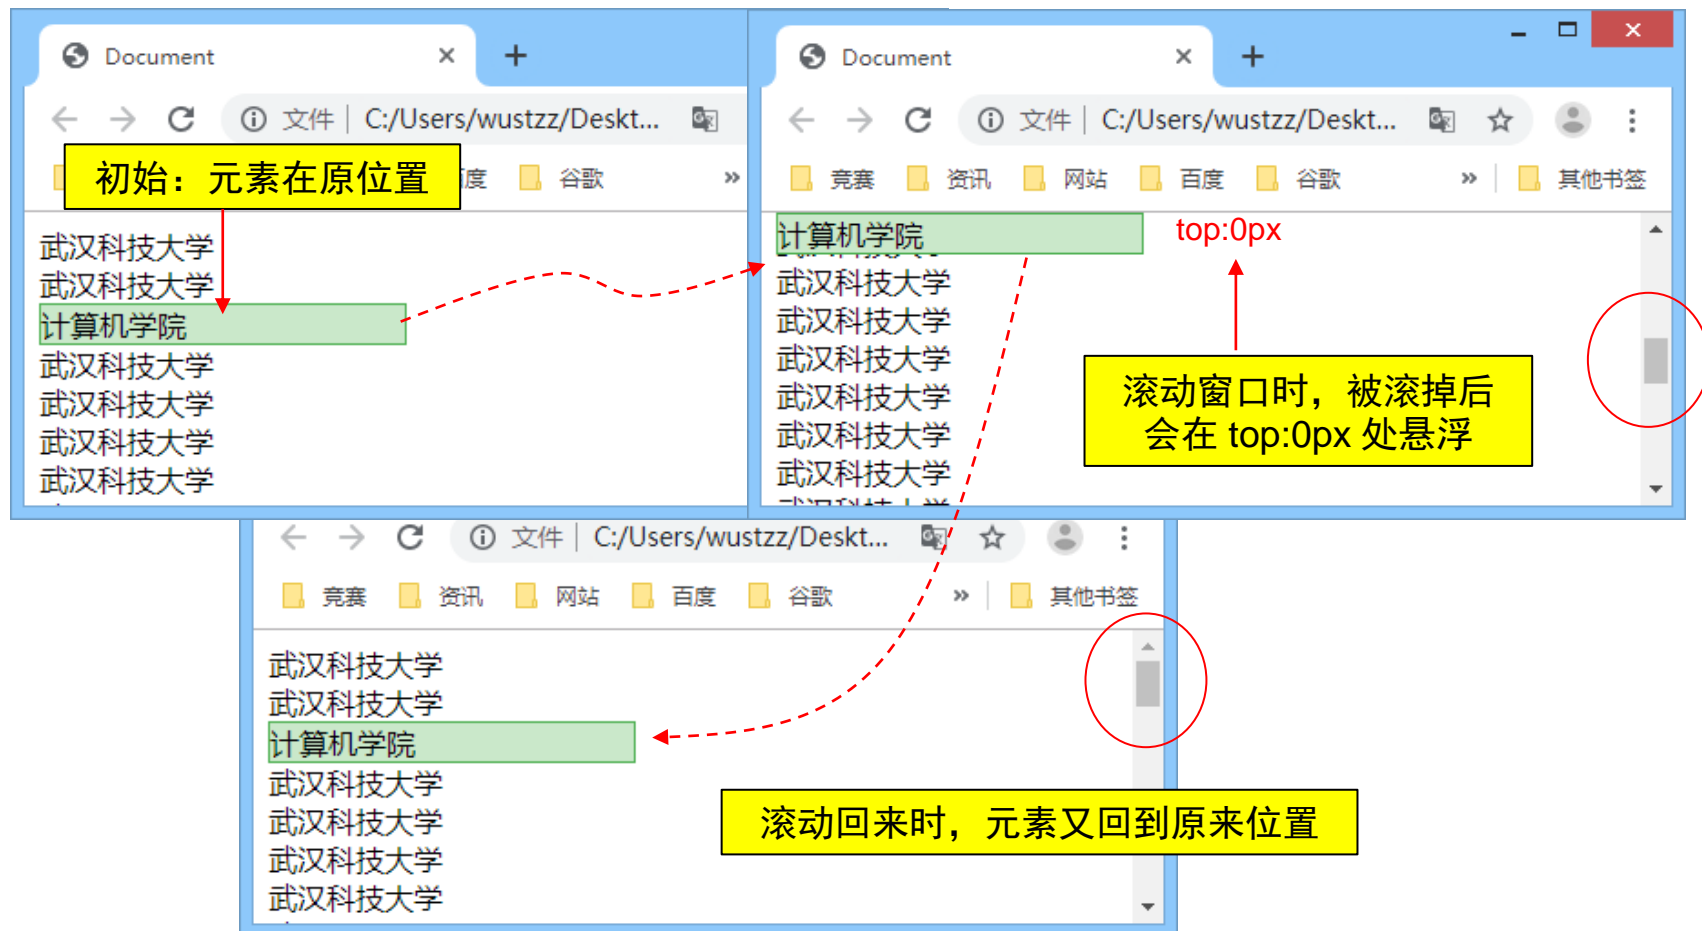 Document
文件 | C:/Users/wustzz/Deskt...
初始：元素在原位置
度
谷歌
»
武汉科技大学
武汉科技大学
计算机学院
武汉科技大学
武汉科技大学
武汉科技大学
武汉科技大学
Document
文件 | C:/Users/wustzz/Deskt...
竞赛 资讯 网站 百度 谷歌 » 其他书签
计算机学院
top:0px
武汉科技大学
武汉科技大学
武汉科技大学
武汉科技大学
武汉科技大学
武汉科技大学
滚动窗口时，被滚掉后
会在 top:0px 处悬浮
文件 | C:/Users/wustzz/Deskt...
竞赛 资讯 网站 百度 谷歌 » 其他书签
武汉科技大学
武汉科技大学
计算机学院
武汉科技大学
武汉科技大学
武汉科技大学
武汉科技大学
滚动回来时，元素又回到原来位置